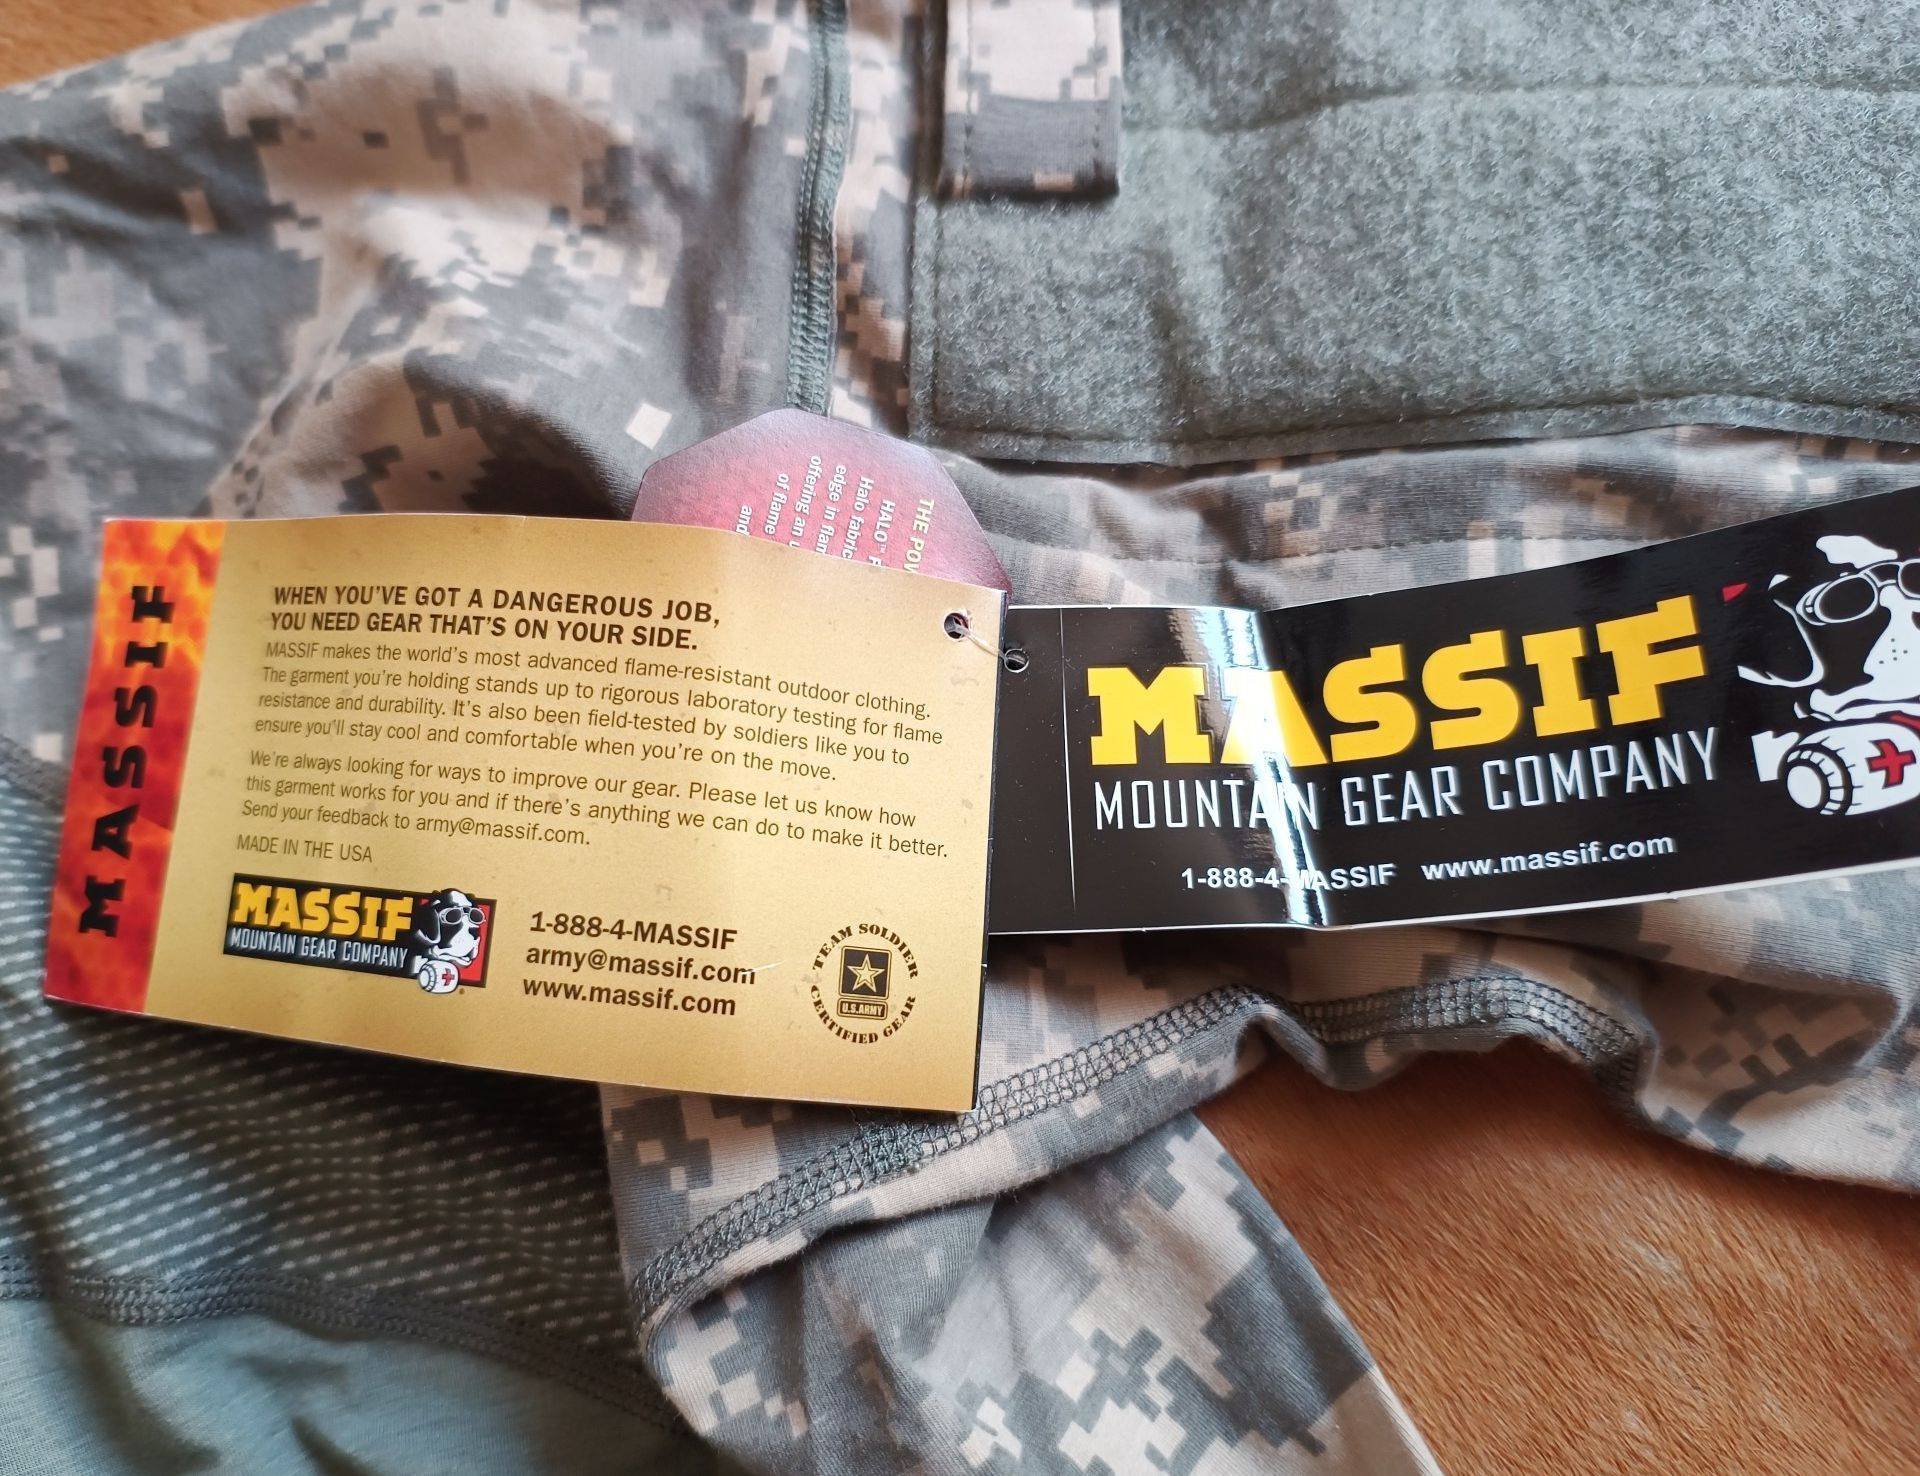 THE POW
HALO™
Halo fabric
edge in flam
offering an u
of flame
and
MASSIF
WHEN YOU'VE GOT A DANGEROUS JOB,
YOU NEED GEAR THAT'S ON YOUR SIDE.
MASSIF makes the world's most advanced flame-resistant outdoor clothing.
The garment you're holding stands up to rigorous laboratory testing for flame
resistance and durability. It's also been field-tested by soldiers like you to
ensure you'll stay cool and comfortable when you're on the move.
We're always looking for ways to improve our gear. Please let us know how
this garment works for you and if there's anything we can do to make it better.
Send your feedback to army@massif.com.
MADE IN THE USA
MASSIF
MOUNTAIN GEAR COMPANY
1-888-4-MASSIF
army@massif.com
www.massif.com
TEAM SOLDIER
U.S.ARMY
CERTIFIED GEAR
MASSIF
MOUNTAIN GEAR COMPANY
1-888-4-MASSIF www.massif.com